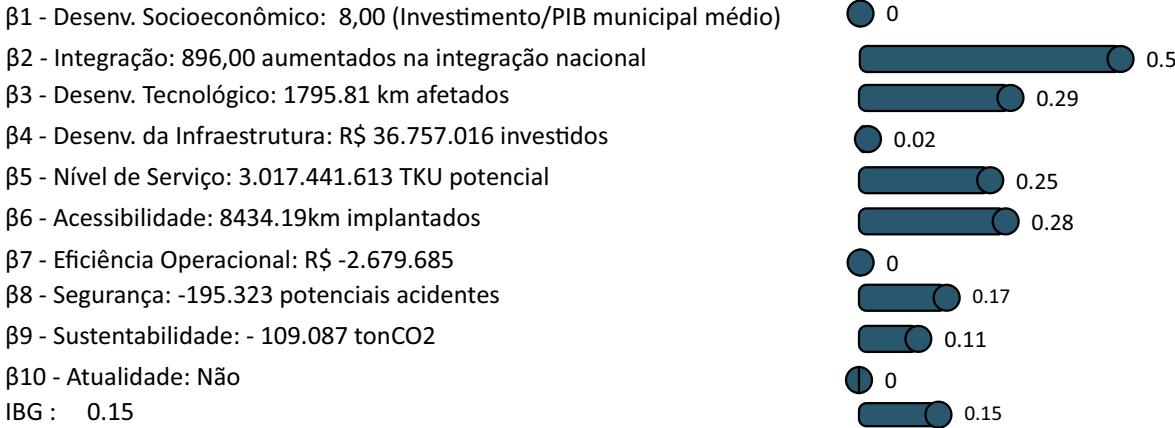 β1 - Desenv. Socioeconômico: 8,00 (Investimento/PIB municipal médio) 0
β2 - Integração: 896,00 aumentados na integração nacional 0.5
β3 - Desenv. Tecnológico: 1795.81 km afetados 0.29
β4 - Desenv. da Infraestrutura: R$ 36.757.016 investidos 0.02
β5 - Nível de Serviço: 3.017.441.613 TKU potencial 0.25
β6 - Acessibilidade: 8434.19km implantados 0.28
β7 - Eficiência Operacional: R$ -2.679.685 0
β8 - Segurança: -195.323 potenciais acidentes 0.17
β9 - Sustentabilidade: - 109.087 tonCO2 0.11
β10 - Atualidade: Não 0
IBG : 0.15 0.15